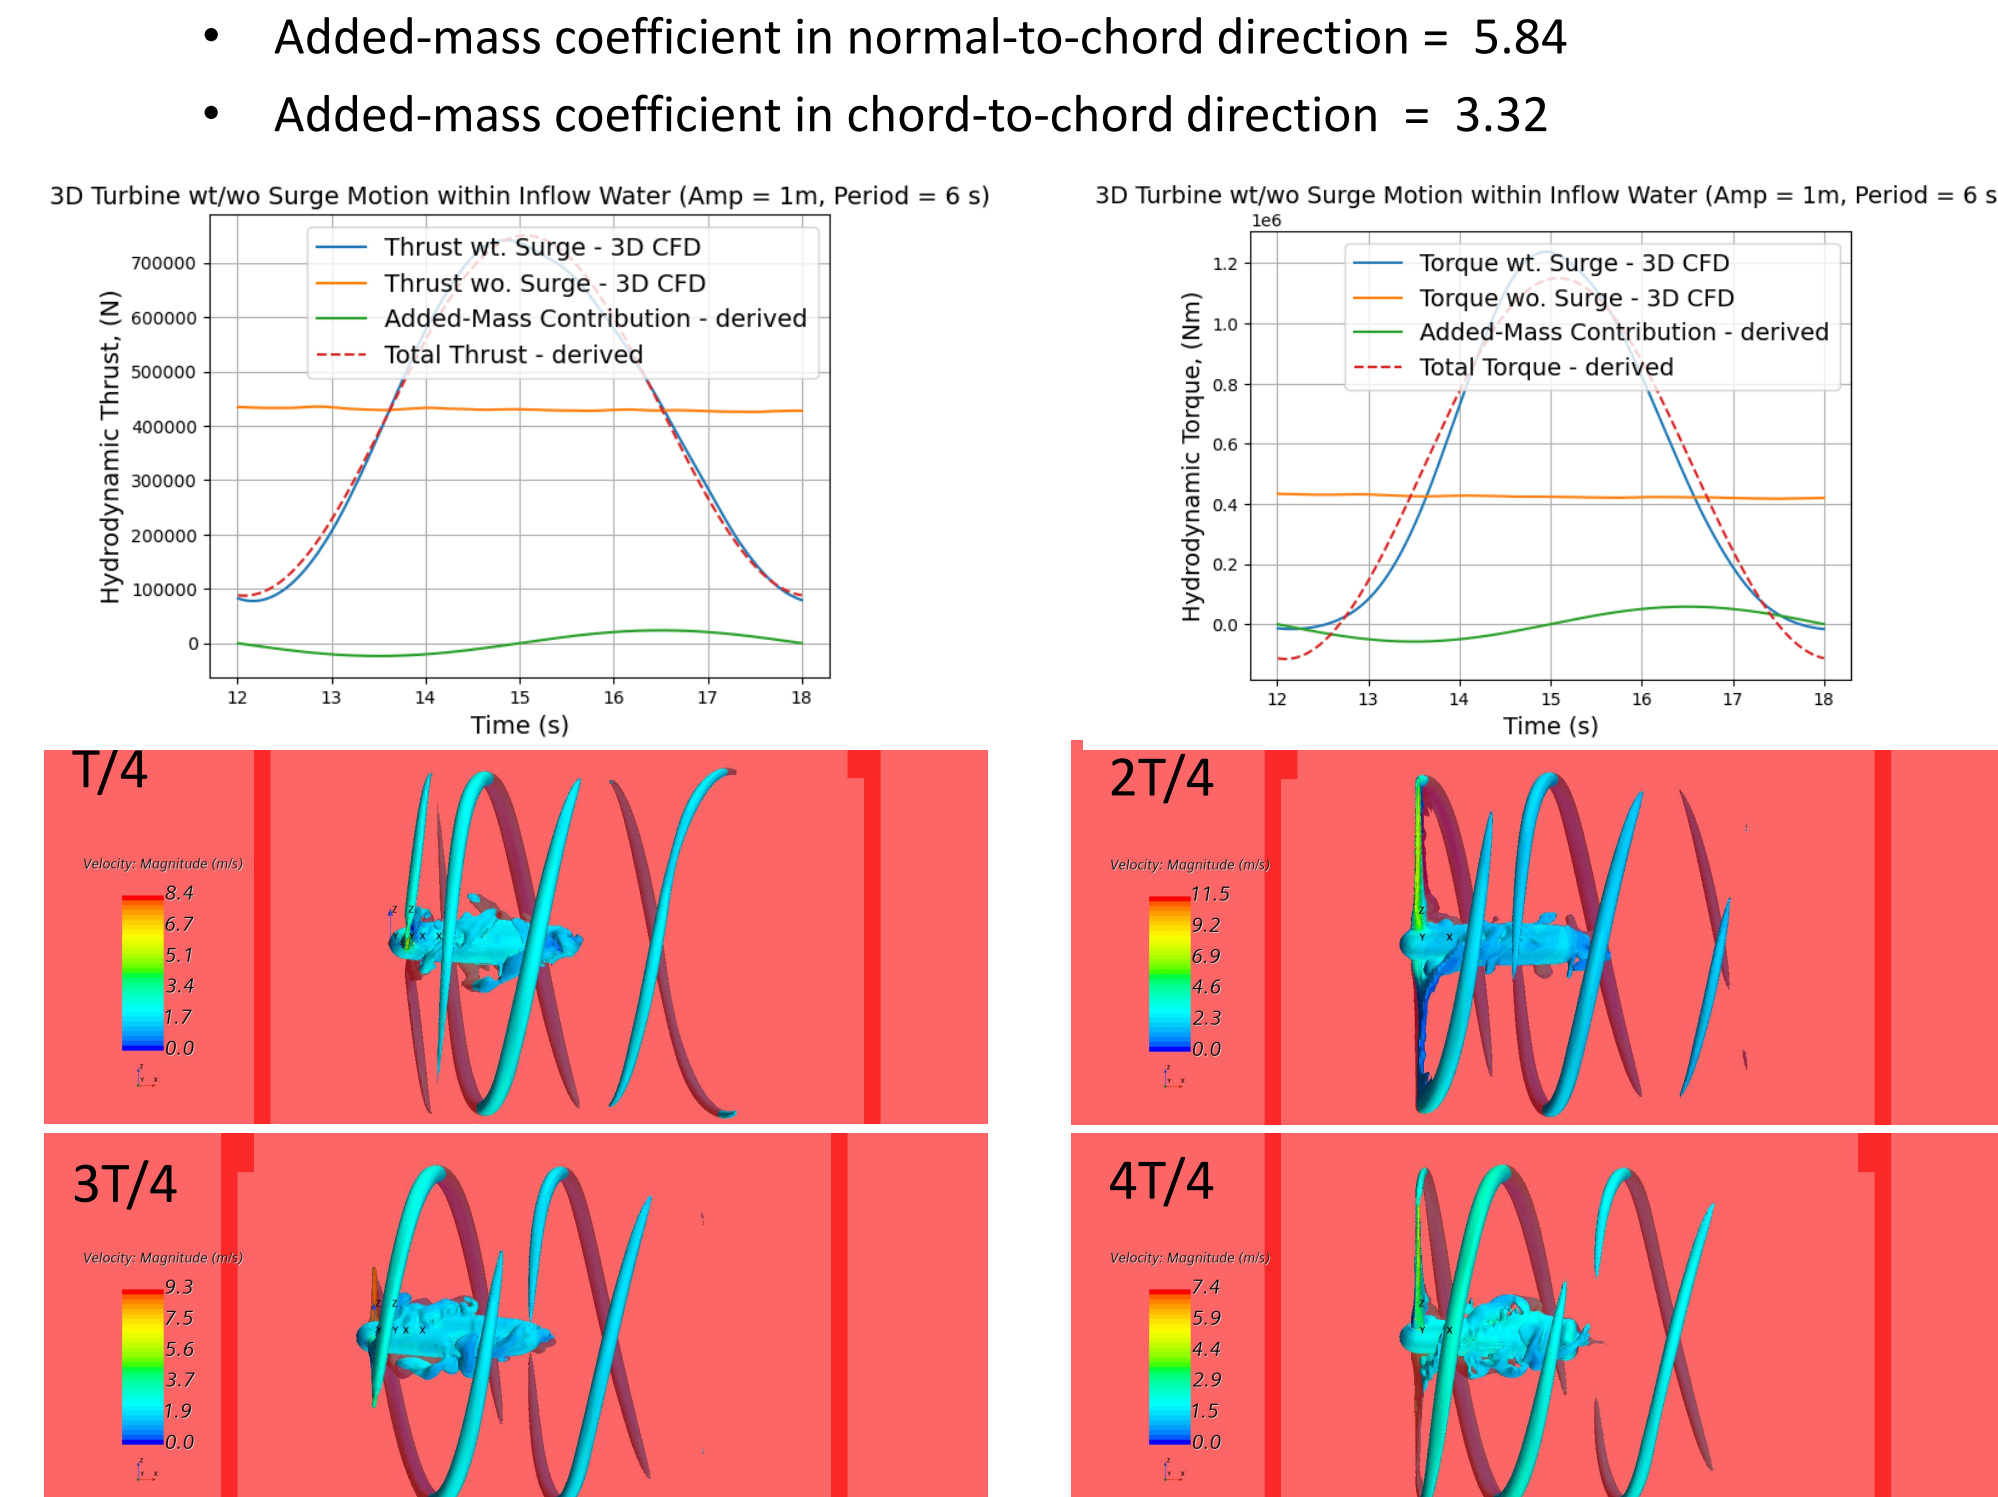 • Added-mass coefficient in normal-to-chord direction = 5.84
• Added-mass coefficient in chord-to-chord direction = 3.32
3D Turbine wt/wo Surge Motion within Inflow Water (Amp = 1m, Period = 6 s)
Thrust wt. Surge - 3D CFD
Thrust wo. Surge - 3D CFD
Added-Mass Contribution - derived
Total Thrust - derived
Hydrodynamic Thrust, (N)
700000
600000
500000
400000
300000
200000
100000
0
12 13 14 15 16 17 18
Time (s)
3D Turbine wt/wo Surge Motion within Inflow Water (Amp = 1m, Period = 6 s
1e6
Torque wt. Surge - 3D CFD
Torque wo. Surge - 3D CFD
Added-Mass Contribution - derived
Total Torque - derived
Hydrodynamic Torque, (Nm)
1.2
1.0
0.8
0.6
0.4
0.2
0.0
12 13 14 15 16 17 18
Time (s)
T/4
Velocity: Magnitude (m/s)
8.4
6.7
5.1
3.4
1.7
0.0
Z Z
Y Y X X
Z
Y X
2T/4
Velocity: Magnitude (m/s)
11.5
9.2
6.9
4.6
2.3
0.0
Z
Y X
Z
Y X
3T/4
Velocity: Magnitude (m/s)
9.3
7.5
5.6
3.7
1.9
0.0
Z Z
Y Y X X
Z
Y X
4T/4
Velocity: Magnitude (m/s)
7.4
5.9
4.4
2.9
1.5
0.0
Z
Y X
Z
Y X